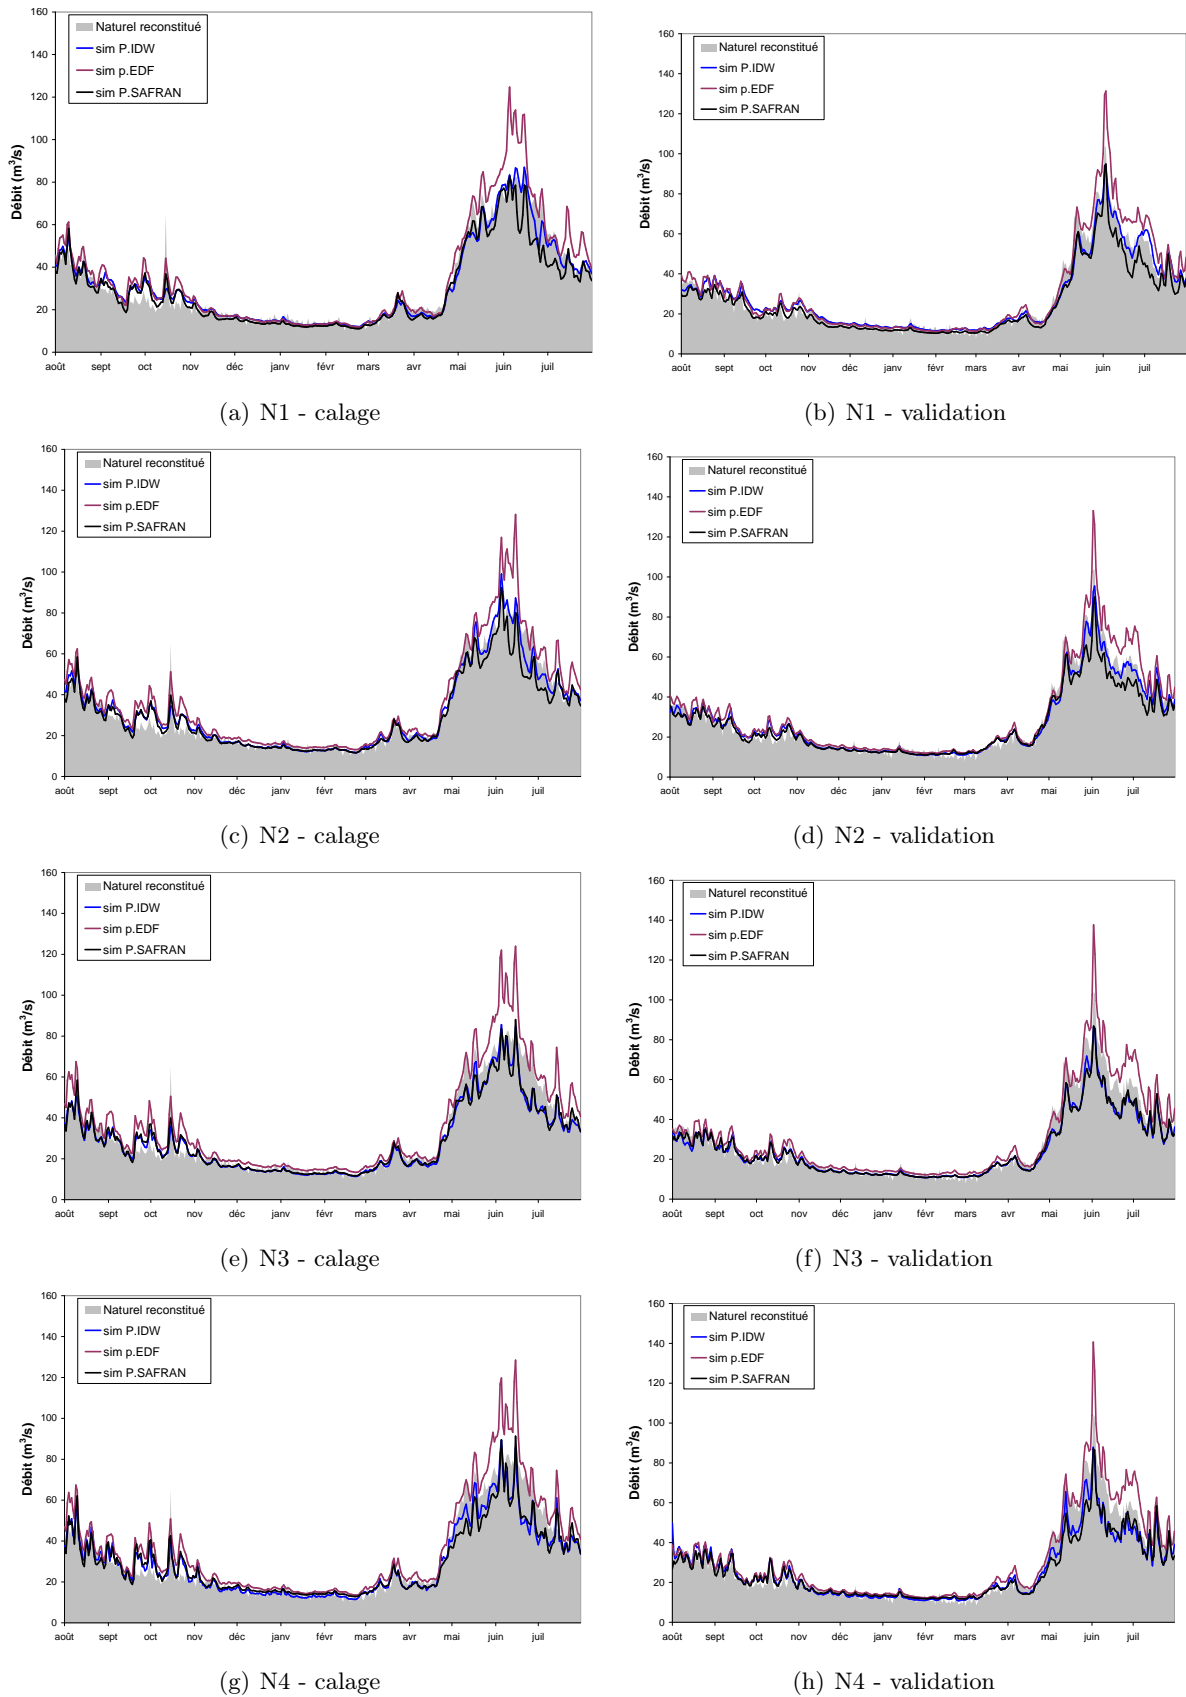 160
140
120
100
80
60
40
20
0
Débit (m³/s)
Naturel reconstitué
sim P.IDW
sim p.EDF
sim P.SAFRAN
août sept oct nov déc janv févr mars avr mai juin juil
(a) N1 - calage
160
140
120
100
80
60
40
20
0
Débit (m³/s)
Naturel reconstitué
sim P.IDW
sim p.EDF
sim P.SAFRAN
août sept oct nov déc janv févr mars avr mai juin juil
(b) N1 - validation
160
140
120
100
80
60
40
20
0
Débit (m³/s)
Naturel reconstitué
sim P.IDW
sim p.EDF
sim P.SAFRAN
août sept oct nov déc janv févr mars avr mai juin juil
(c) N2 - calage
160
140
120
100
80
60
40
20
0
Débit (m³/s)
Naturel reconstitué
sim P.IDW
sim p.EDF
sim P.SAFRAN
août sept oct nov déc janv févr mars avr mai juin juil
(d) N2 - validation
160
140
120
100
80
60
40
20
0
Débit (m³/s)
Naturel reconstitué
sim P.IDW
sim p.EDF
sim P.SAFRAN
août sept oct nov déc janv févr mars avr mai juin juil
(e) N3 - calage
160
140
120
100
80
60
40
20
0
Débit (m³/s)
Naturel reconstitué
sim P.IDW
sim p.EDF
sim P.SAFRAN
août sept oct nov déc janv févr mars avr mai juin juil
(f) N3 - validation
160
140
120
100
80
60
40
20
0
Débit (m³/s)
Naturel reconstitué
sim P.IDW
sim p.EDF
sim P.SAFRAN
août sept oct nov déc janv févr mars avr mai juin juil
(g) N4 - calage
160
140
120
100
80
60
40
20
0
Débit (m³/s)
Naturel reconstitué
sim P.IDW
sim p.EDF
sim P.SAFRAN
août sept oct nov déc janv févr mars avr mai juin juil
(h) N4 - validation